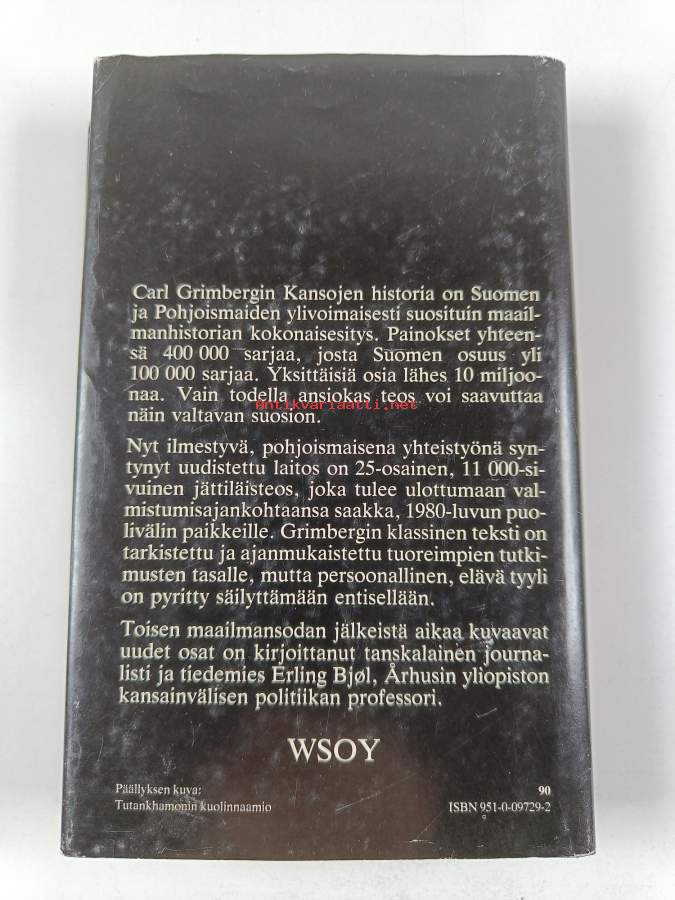 Carl Grimbergin Kansojen historia on Suomen
ja Pohjoismaiden ylivoimaisesti suosituin maail-
manhistorian kokonaisesitys. Painokset yhteen-
sä 400 000 sarjaa, josta Suomen osuus yli
100 000 sarjaa. Yksittäisiä osia lähes 10 miljoo-
naa. Vain todella ansiokas teos voi saavuttaa
Antikvariaatti.net
näin valtavan suosion.
Nyt ilmestyvä, pohjoismaisena yhteistyönä syn-
tynyt uudistettu laitos on 25-osainen, 11 000-si-
vuinen jättiläisteos, joka tulee ulottumaan val-
mistumisajankohtaansa saakka, 1980-luvun puo-
livälin paikkeille. Grimbergin klassinen teksti on
tarkistettu ja ajanmukaistettu tuoreimpien tutki-
musten tasalle, mutta persoonallinen, elävä tyyli
on pyritty säilyttämään entisellään.
Toisen maailmansodan jälkeistä aikaa kuvaavat
uudet osat on kirjoittanut tanskalainen journa-
listi ja tiedemies Erling Bjøl, Århusin yliopiston
kansainvälisen politiikan professori.
WSOY
Päällyksen kuva:
Tutankhamonin kuolinnaamio
90
ISBN 951-0-09729-2